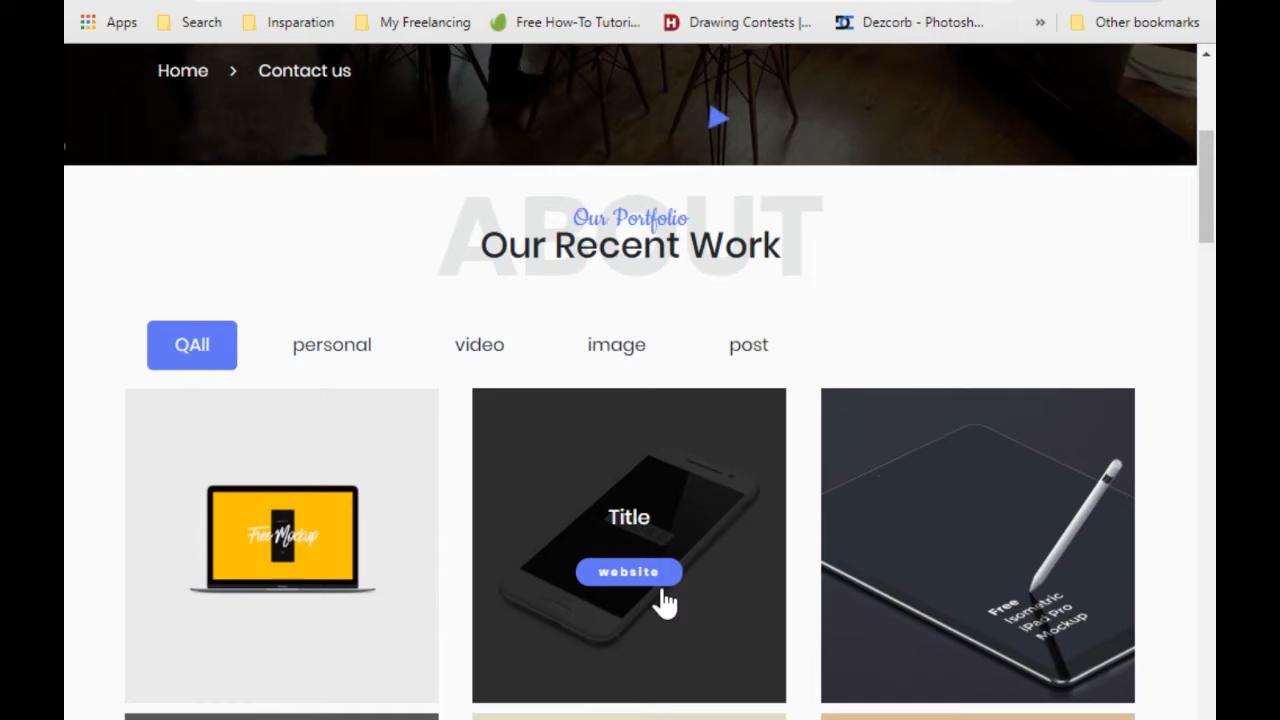 Apps Search Insparation My Freelancing Free How-To Tutori... Drawing Contests |... Dezcorb - Photosh... » Other bookmarks
Home > Contact us
ABOUT
Our Portfolio
Our Recent Work
QAll personal video image post
Free Mockup
Title
website
Free
Isometric
iPad Pro
Mockup